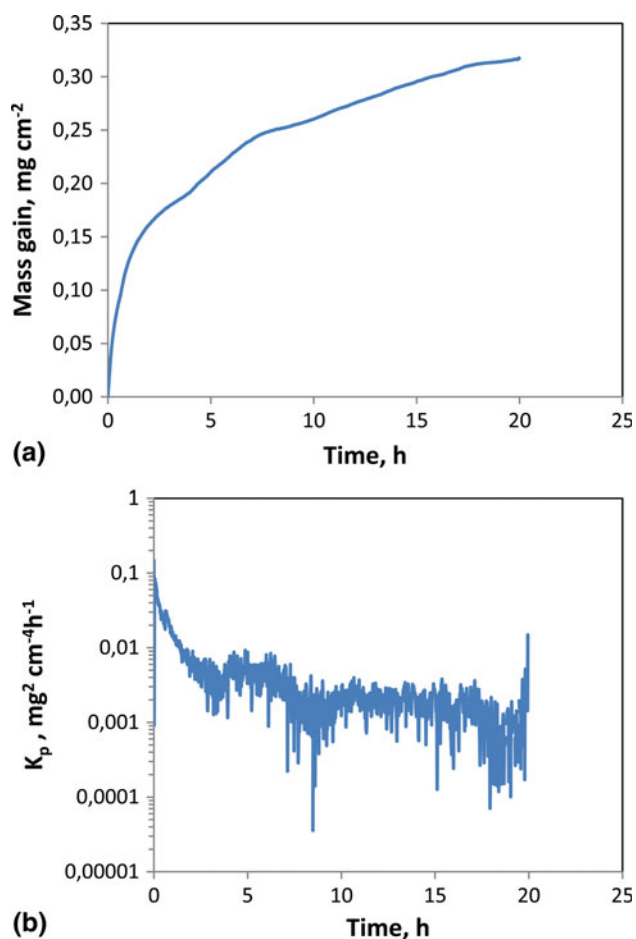 0,35
0,30
0,25
0,20
0,15
0,10
0,05
0,00
Mass gain, mg cm-2
0 5 10 15 20 25
Time, h
(a)
1
0,1
0,01
0,001
0,0001
0,00001
Kp , mg2 cm-4h-1
0 5 10 15 20 25
Time, h
(b)